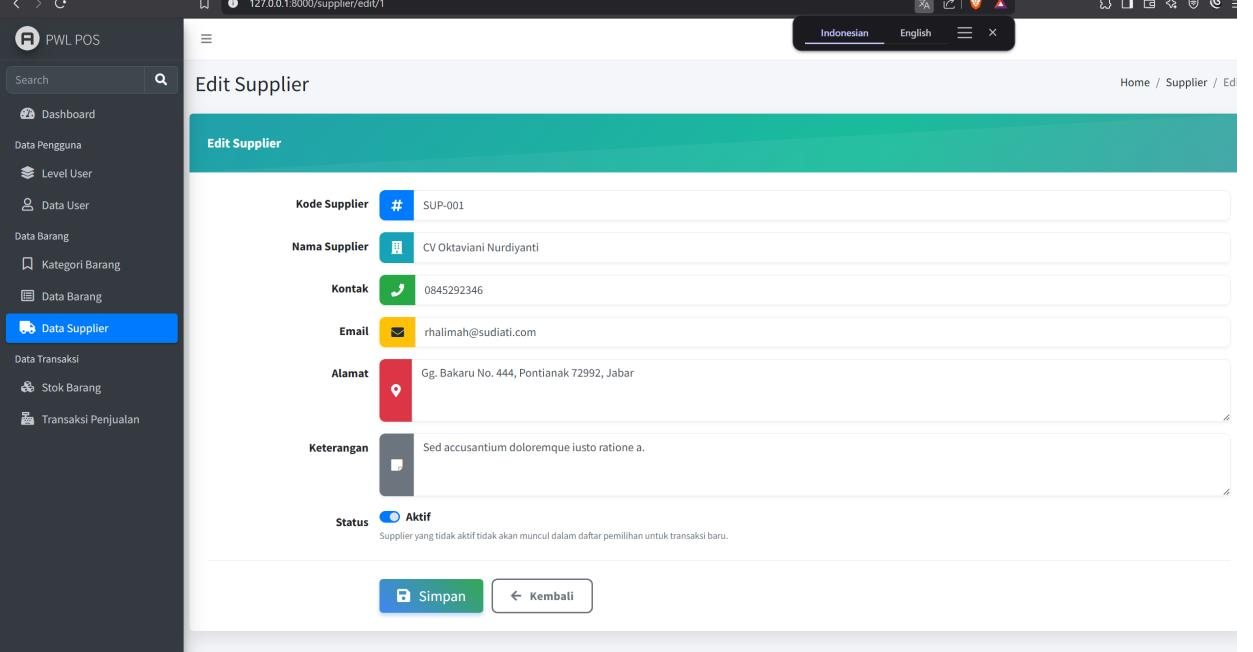 127.0.0.1:8000/supplier/edit/1
Indonesian English
PWL POS
Search
Dashboard
Data Pengguna
Level User
Data User
Data Barang
Kategori Barang
Data Barang
Data Supplier
Data Transaksi
Stok Barang
Transaksi Penjualan
Edit Supplier
Home / Supplier / Edi
Edit Supplier
Kode Supplier # SUP-001
Nama Supplier CV Oktaviani Nurdiyanti
Kontak 0845292346
Email rhalimah@sudiati.com
Alamat Gg. Bakaru No. 444, Pontianak 72992, Jabar
Keterangan Sed accusantium doloremque iusto ratione a.
Status Aktif
Supplier yang tidak aktif tidak akan muncul dalam daftar pemilihan untuk transaksi baru.
Simpan Kembali